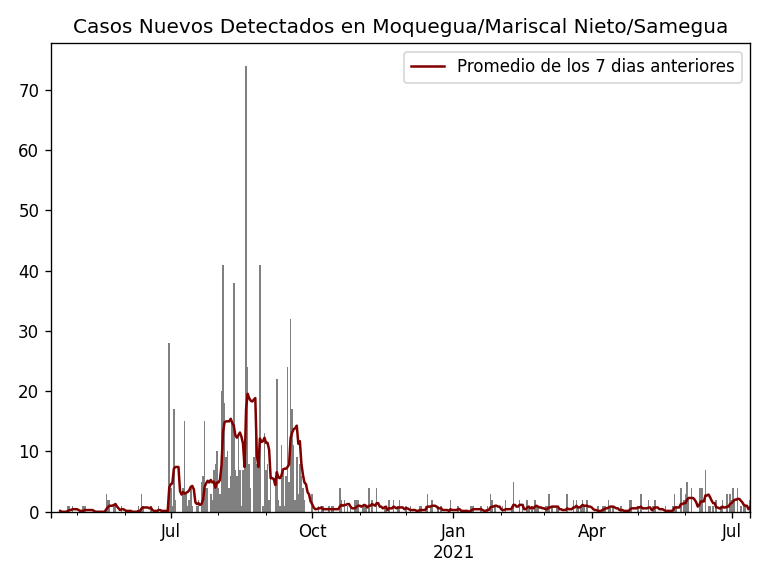 Casos Nuevos Detectados en Moquegua/Mariscal Nieto/Samegua
Promedio de los 7 dias anteriores
70
60
50
40
30
20
10
0
Jul
Oct
Jan
2021
Apr
Jul